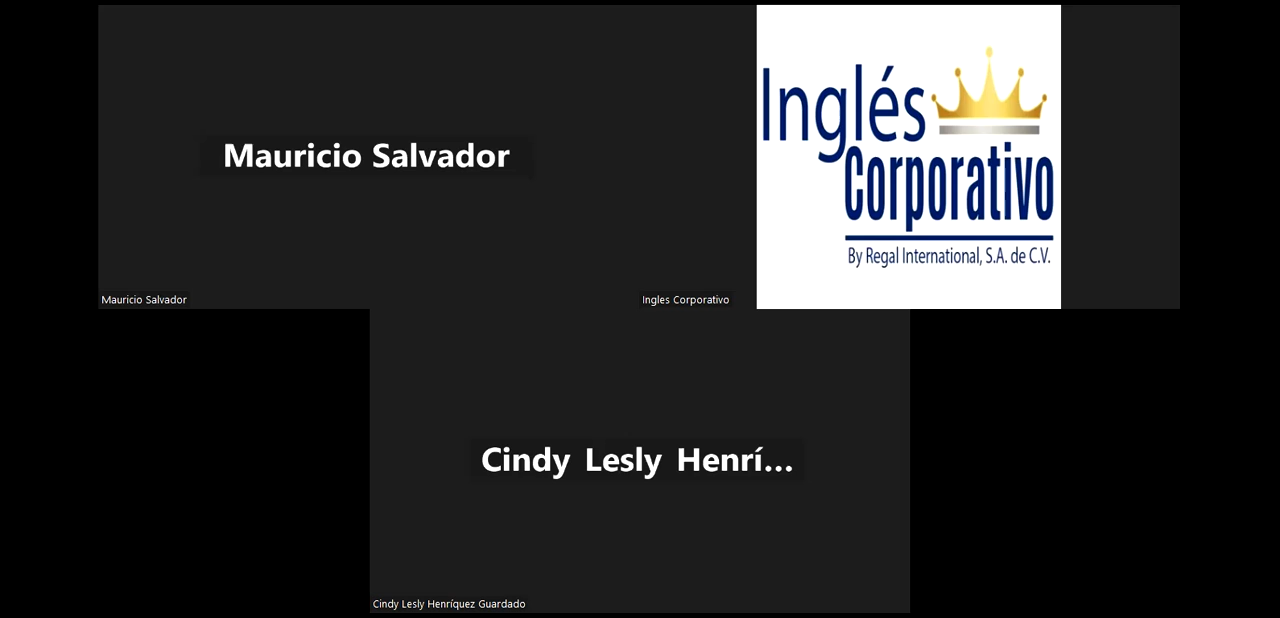 Mauricio Salvador
Mauricio Salvador
Inglés
Corporativo
By Regal International, S.A. de C.V.
Ingles Corporativo
Cindy Lesly Henrí...
Cindy Lesly Henríquez Guardado